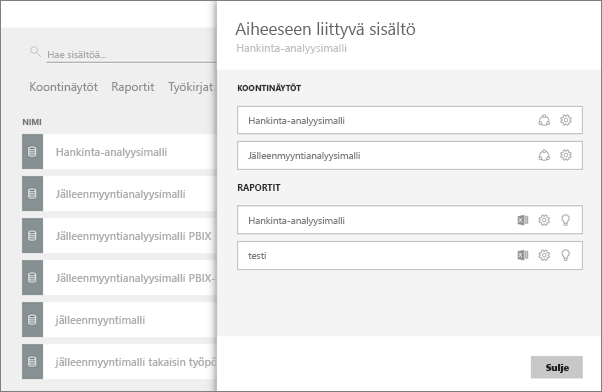 Hae sisältöä...
Koontinäytöt Raportit Työkirjat
NIMI
Hankinta-analyysimalli
Jälleenmyyntianalyysimalli
Jälleenmyyntianalyysimalli PBIX
Jälleenmyyntianalyysimalli PBIX-
jälleenmyyntimalli
jälleenmyyntimalli takaisin työpö
Aiheeseen liittyvä sisältö
Hankinta-analyysimalli
KOONTINÄYTÖT
Hankinta-analyysimalli
Jälleenmyyntianalyysimalli
RAPORTIT
Hankinta-analyysimalli
testi
Sulje